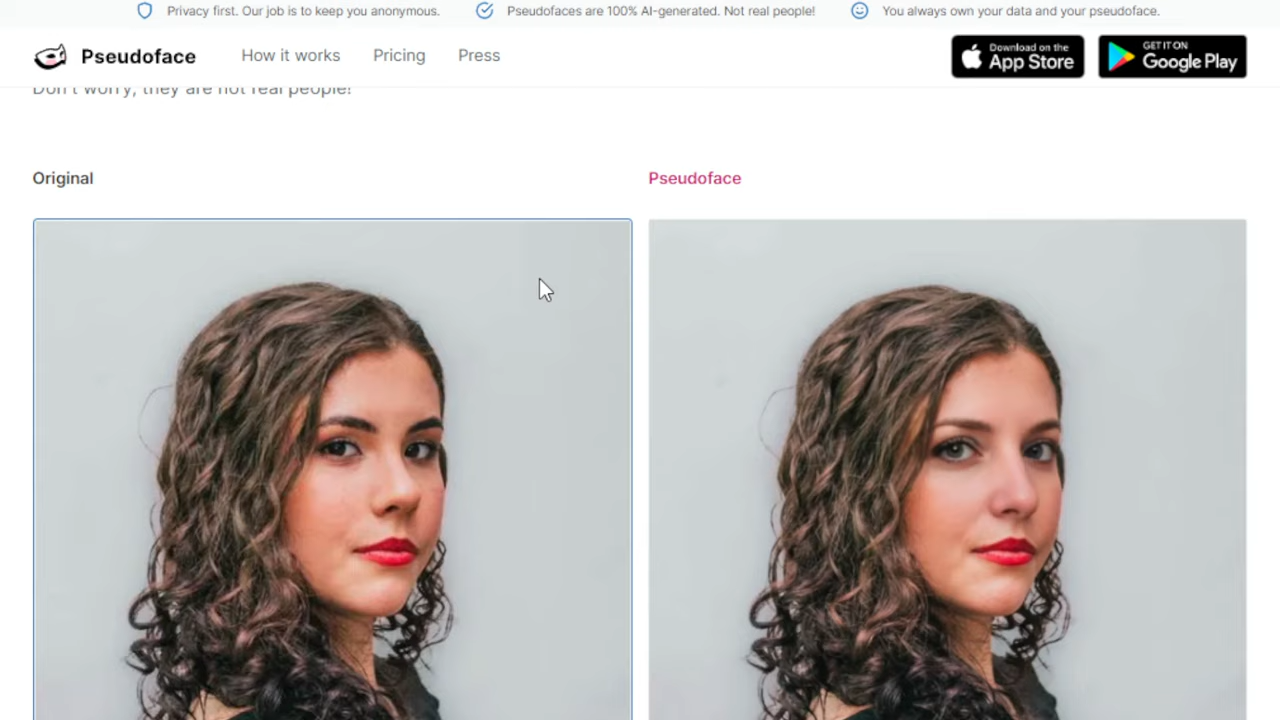 Privacy first. Our job is to keep you anonymous.
Pseudofaces are 100% AI-generated. Not real people!
You always own your data and your pseudoface.
Pseudoface
How it works
Pricing
Press
Download on the
App Store
GET IT ON
Google Play
Don't worry, they are not real people!
Original
Pseudoface